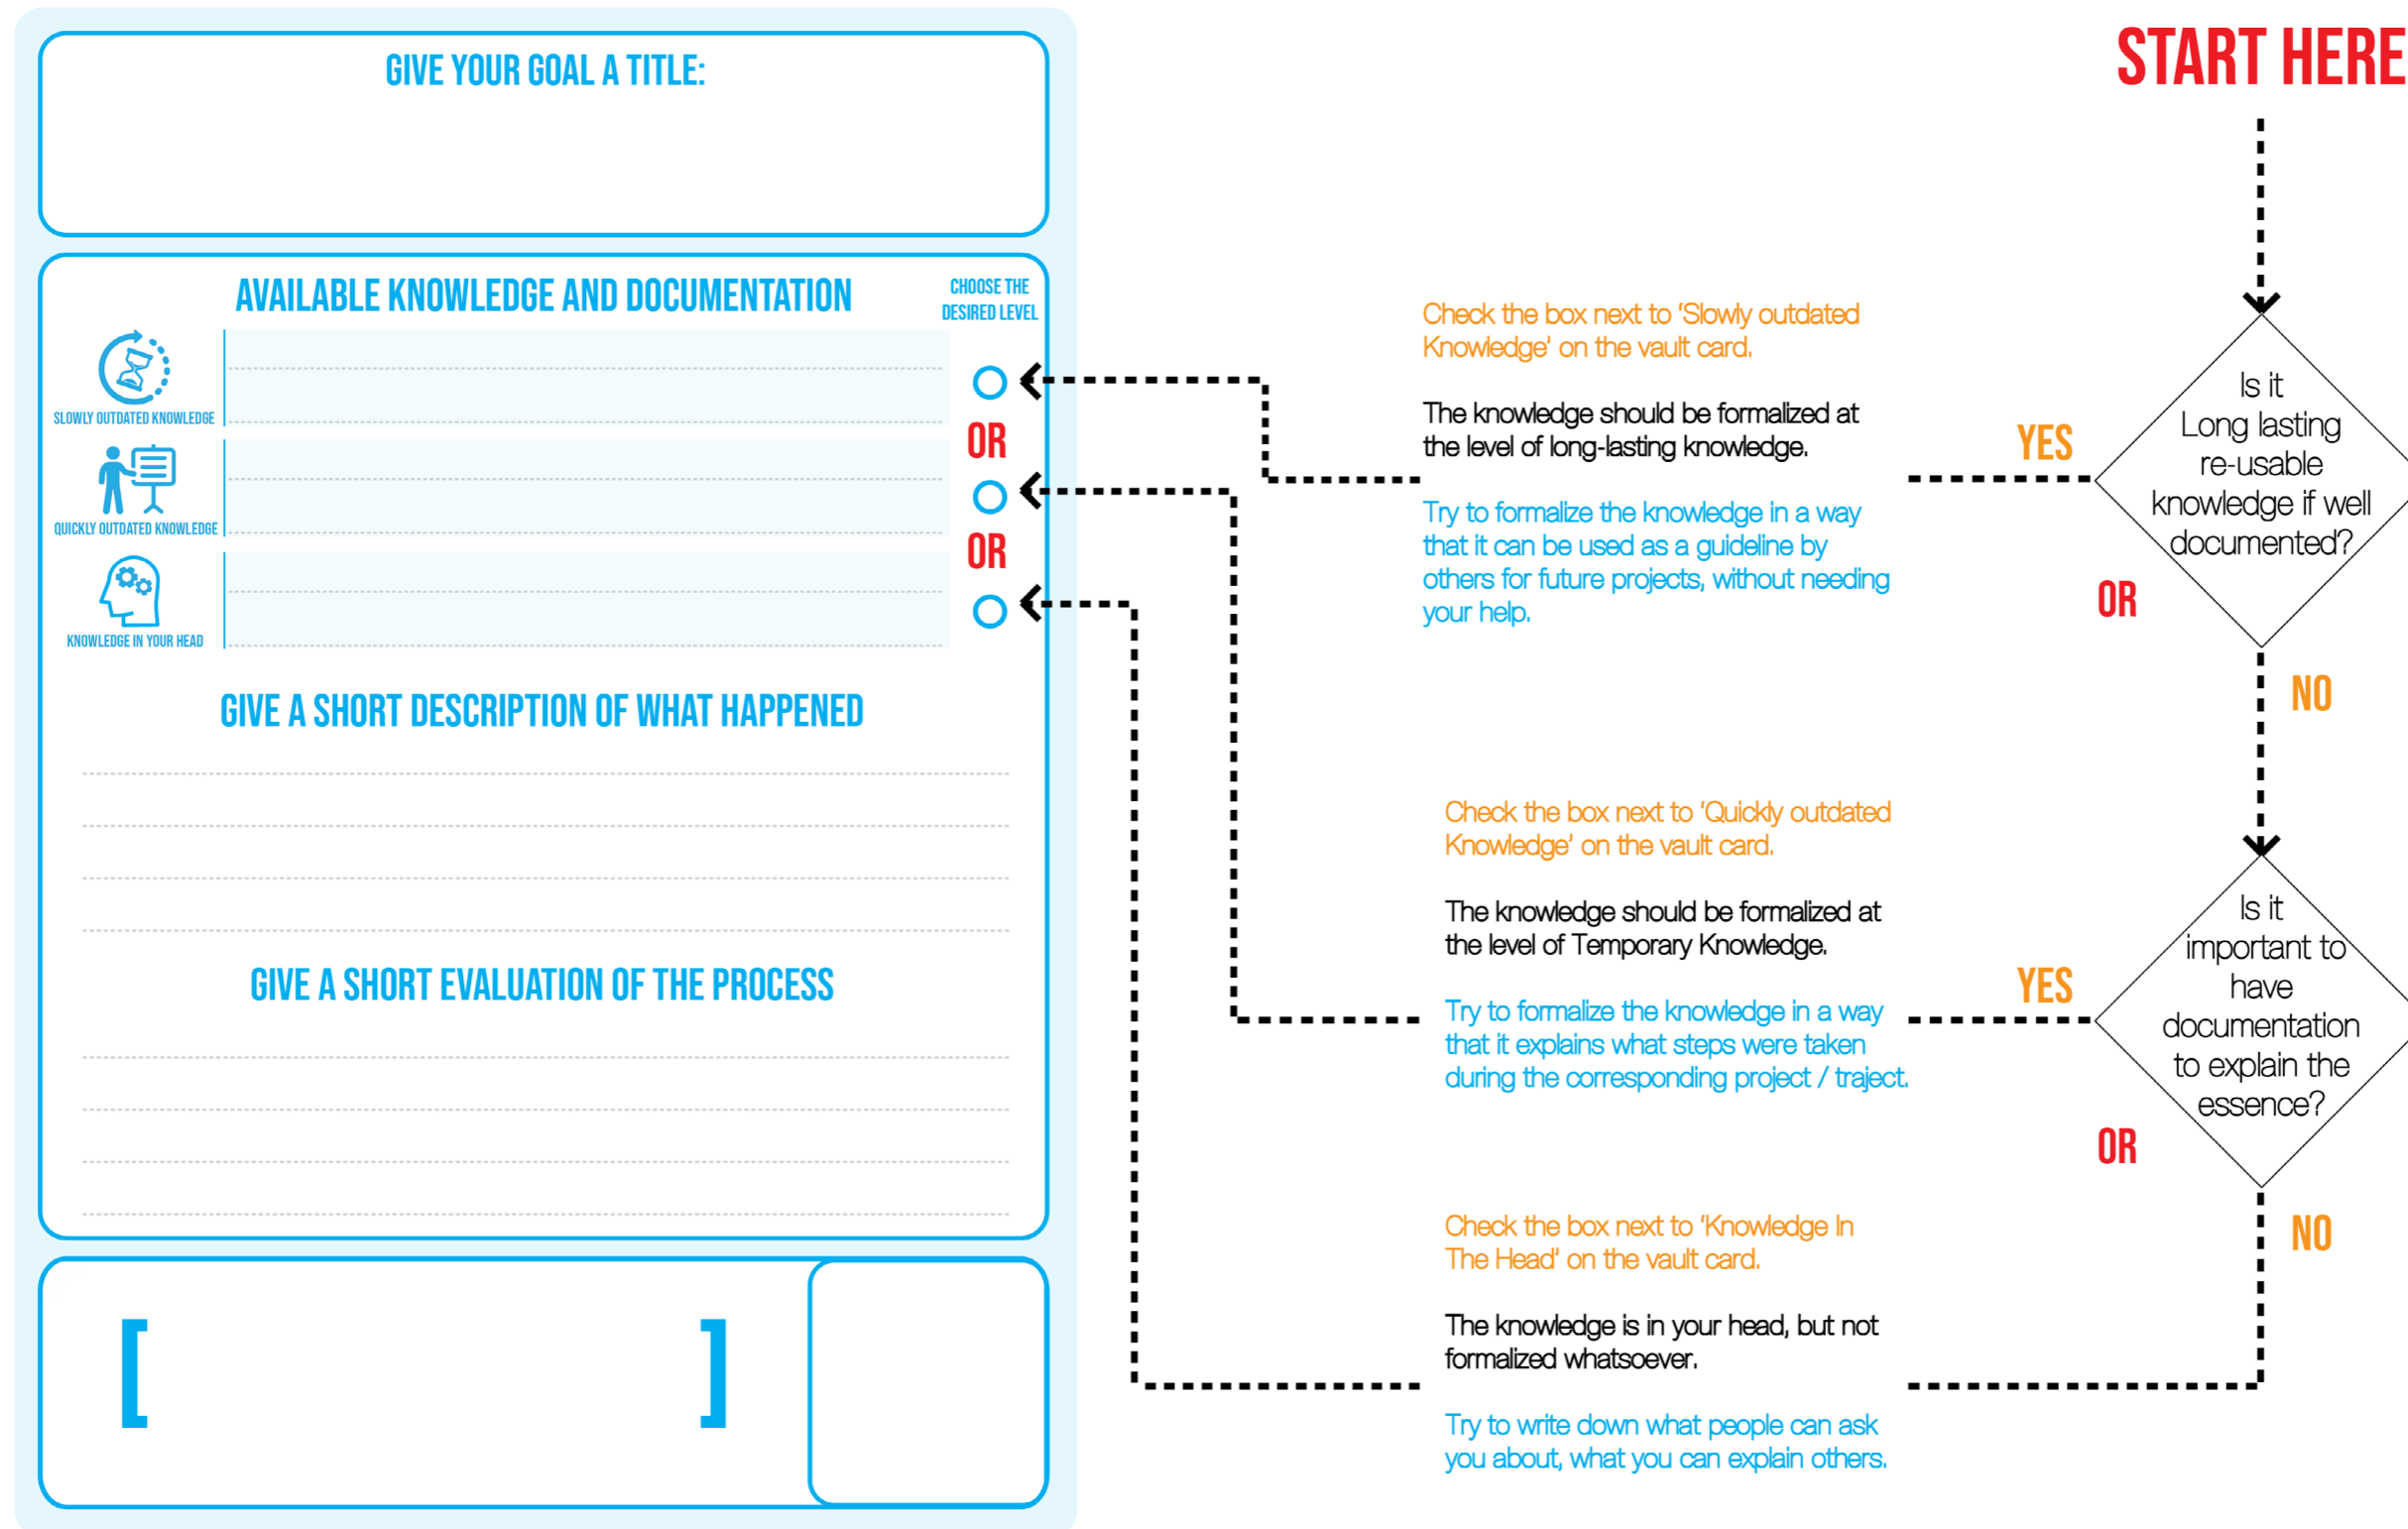 GIVE YOUR GOAL A TITLE:
AVAILABLE KNOWLEDGE AND DOCUMENTATION
CHOOSE THE
DESIRED LEVEL
SLOWLY OUTDATED KNOWLEDGE
OR
QUICKLY OUTDATED KNOWLEDGE
OR
KNOWLEDGE IN YOUR HEAD
GIVE A SHORT DESCRIPTION OF WHAT HAPPENED
GIVE A SHORT EVALUATION OF THE PROCESS
[ ]
Check the box next to ‘Slowly outdated
Knowledge’ on the vault card.
The knowledge should be formalized at
the level of long-lasting knowledge.
Try to formalize the knowledge in a way
that it can be used as a guideline by
others for future projects, without needing
your help.
Check the box next to ‘Quickly outdated
Knowledge’ on the vault card.
The knowledge should be formalized at
the level of Temporary Knowledge.
Try to formalize the knowledge in a way
that it explains what steps were taken
during the corresponding project / traject.
Check the box next to ‘Knowledge In
The Head’ on the vault card.
The knowledge is in your head, but not
formalized whatsoever.
Try to write down what people can ask
you about, what you can explain others.
START HERE
Is it
Long lasting
re-usable
knowledge if well
documented?
YES
OR
NO
Is it
important to
have
documentation
to explain the
essence?
YES
OR
NO